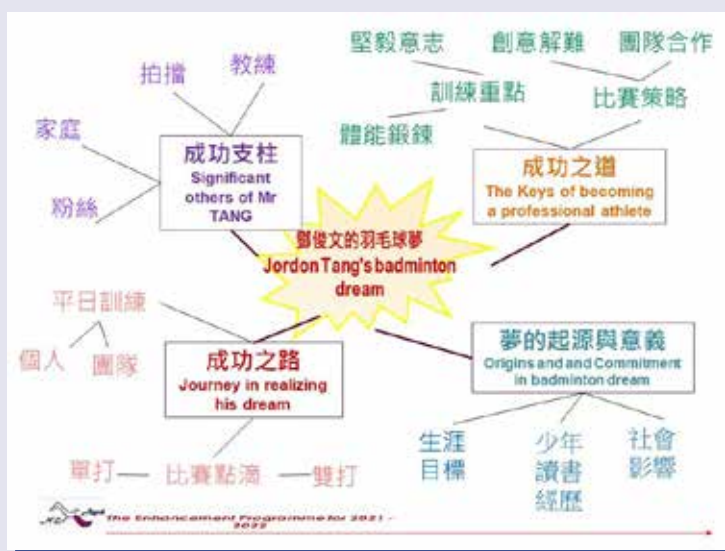 堅毅意志
創意解難
團隊合作
教練
拍擋
訓練重點
比賽策略
家庭
體能鍛鍊
成功支柱
Significant
others of Mr
TANG
成功之道
The Keys of becoming
a professional athlete
粉絲
鄧俊文的羽毛球夢
Jordon Tang's badminton
dream
平日訓練
個人
團隊
成功之路
Journey in realizing
his dream
夢的起源與意義
Origins and and Commitment
in badminton dream
生涯
目標
少年
讀書
經歷
社會
影響
單打
比賽點滴
雙打
The Enhancement Programme for 2021 -
2022